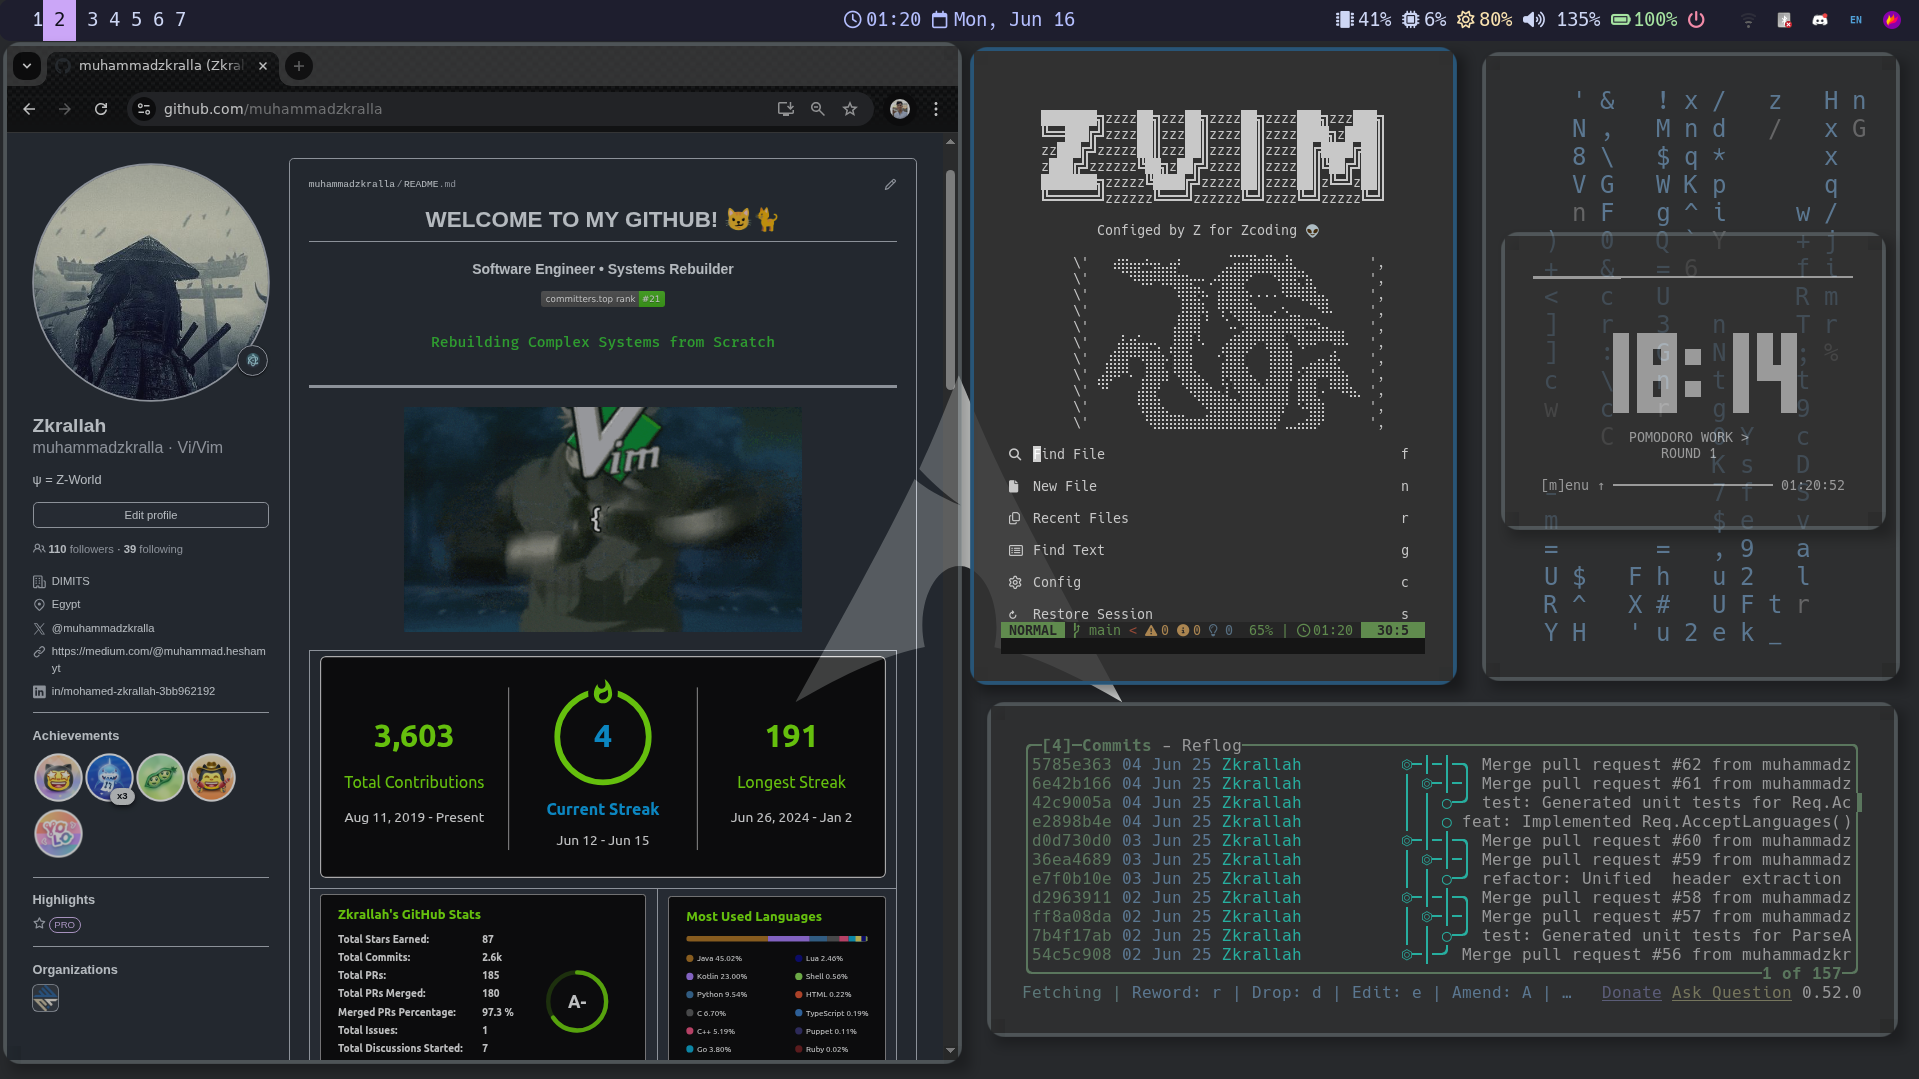 1 2 3 4 5 6 7
01:20 Mon, Jun 16
41% 6% 80% 135% 100% EN
muhammadzkralla (Zkral
github.com/muhammadzkralla
Zkrallah
muhammadzkralla · Vi/Vim
ψ = Z-World
Edit profile
110 followers · 39 following
DIMITS
Egypt
@muhammadzkralla
https://medium.com/@muhammad.hesham
yt
in/mohamed-zkrallah-3bb962192
Achievements
x3
YOLO
Highlights
PRO
Organizations
muhammadzkralla/README.md
WELCOME TO MY GITHUB! 😼🐈
Software Engineer • Systems Rebuilder
committers.top rank #21
Rebuilding Complex Systems from Scratch
Vim
{
3,603
Total Contributions
Aug 11, 2019 - Present
4
Current Streak
Jun 12 - Jun 15
191
Longest Streak
Jun 26, 2024 - Jan 2
Zkrallah's GitHub Stats
Total Stars Earned: 87
Total Commits: 2.6k
Total PRs: 185
Total PRs Merged: 180
Merged PRs Percentage: 97.3 %
Total Issues: 1
Total Discussions Started: 7
A-
Most Used Languages
Java 45.02% Lua 2.46%
Kotlin 23.00% Shell 0.56%
Python 9.54% HTML 0.22%
C 6.70% TypeScript 0.19%
C++ 5.19% Puppet 0.11%
Go 3.80% Ruby 0.02%
ZVIM
Configed by Z for Zcoding 👽
Find File f
New File n
Recent Files r
Find Text g
Config c
Restore Session s
NORMAL main < 0 0 0 65% | 01:20 30:5
18:14
POMODORO WORK >
ROUND 1
[m]enu ↑ 01:20:52
[4]─Commits - Reflog
5785e363 04 Jun 25 Zkrallah Merge pull request #62 from muhammadz
6e42b166 04 Jun 25 Zkrallah Merge pull request #61 from muhammadz
42c9005a 04 Jun 25 Zkrallah test: Generated unit tests for Req.Ac
e2898b4e 04 Jun 25 Zkrallah feat: Implemented Req.AcceptLanguages()
d0d730d0 03 Jun 25 Zkrallah Merge pull request #60 from muhammadz
36ea4689 03 Jun 25 Zkrallah Merge pull request #59 from muhammadz
e7f0b10e 03 Jun 25 Zkrallah refactor: Unified  header extraction
d2963911 02 Jun 25 Zkrallah Merge pull request #58 from muhammadz
ff8a08da 02 Jun 25 Zkrallah Merge pull request #57 from muhammadz
7b4f17ab 02 Jun 25 Zkrallah test: Generated unit tests for ParseA
54c5c908 02 Jun 25 Zkrallah Merge pull request #56 from muhammadzkr
1 of 157
Fetching | Reword: r | Drop: d | Edit: e | Amend: A | … Donate Ask Question 0.52.0